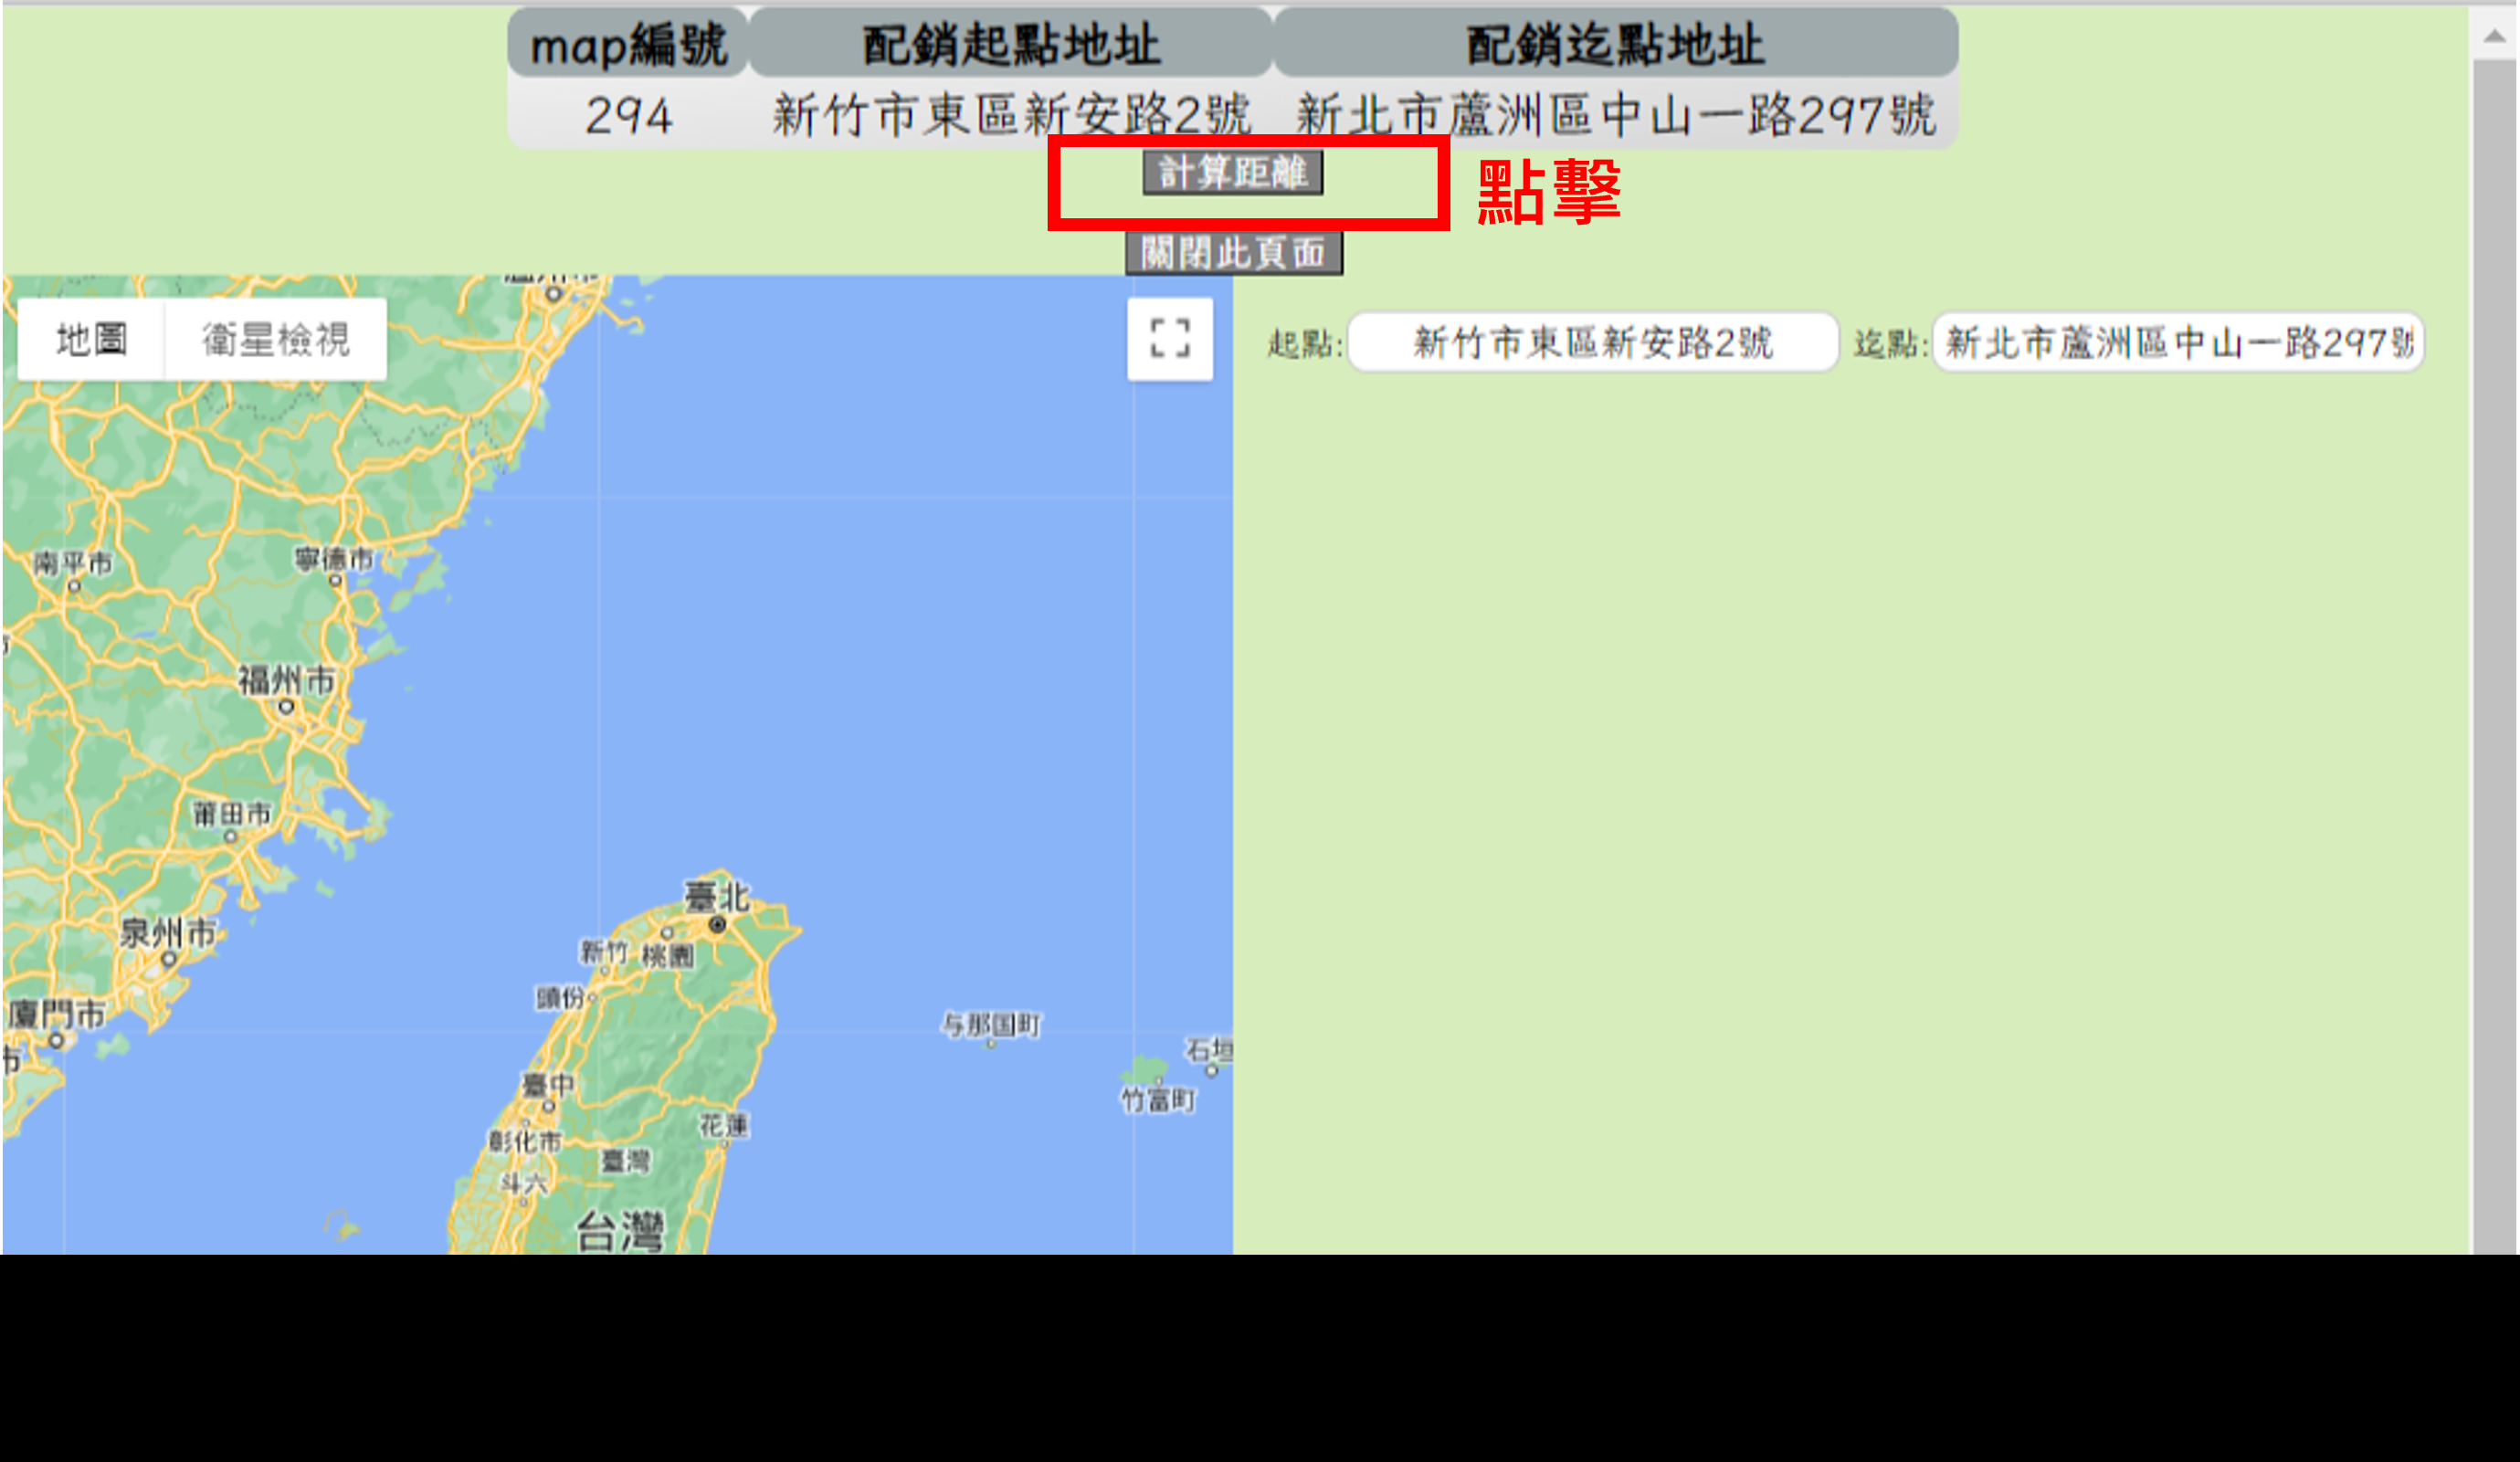 map編號 配銷起點地址 配銷迄點地址
294 新竹市東區新安路2號 新北市蘆洲區中山一路297號
計算距離 點擊
關閉此頁面
地圖 衛星檢視
起點: 新竹市東區新安路2號 迄點: 新北市蘆洲區中山一路297號
南平市
寧德市
福州市
莆田市
臺北
泉州市
新竹 桃園
頭份
廈門市
与那国町
石垣
市
臺中
竹富町
花蓮
彰化市
臺灣
斗六
台灣